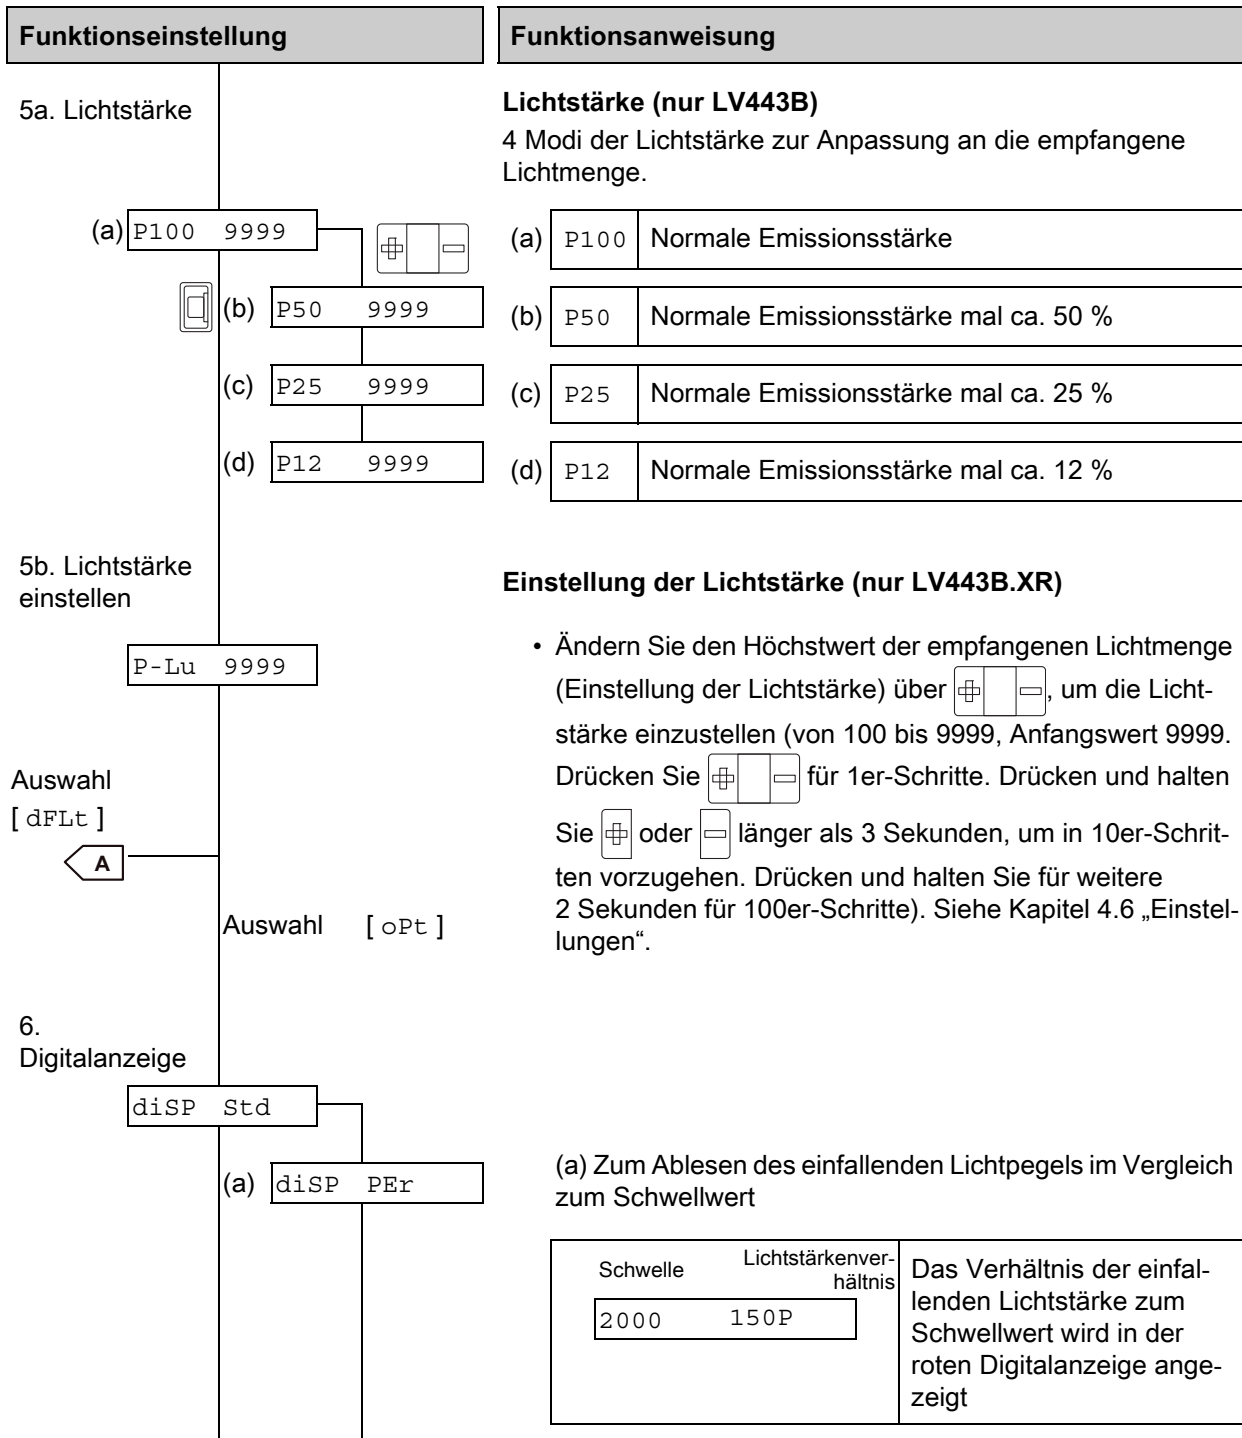 Funktionseinstellung
Funktionsanweisung
5a. Lichtstärke
Lichtstärke (nur LV443B)
4 Modi der Lichtstärke zur Anpassung an die empfangene
Lichtmenge.
(a) P100 9999
(b) P50 9999
(c) P25 9999
(d) P12 9999
(a) P100 Normale Emissionsstärke
(b) P50 Normale Emissionsstärke mal ca. 50 %
(c) P25 Normale Emissionsstärke mal ca. 25 %
(d) P12 Normale Emissionsstärke mal ca. 12 %
5b. Lichtstärke
einstellen
P-Lu 9999
Einstellung der Lichtstärke (nur LV443B.XR)
• Ändern Sie den Höchstwert der empfangenen Lichtmenge
(Einstellung der Lichtstärke) über , um die Licht-
stärke einzustellen (von 100 bis 9999, Anfangswert 9999.
Drücken Sie für 1er-Schritte. Drücken und halten
Sie oder länger als 3 Sekunden, um in 10er-Schrit-
ten vorzugehen. Drücken und halten Sie für weitere
2 Sekunden für 100er-Schritte). Siehe Kapitel 4.6 „Einstel-
lungen“.
Auswahl
[ dFLt ]
A
Auswahl [ oPt ]
6.
Digitalanzeige
diSP Std
(a) diSP PEr
(a) Zum Ablesen des einfallenden Lichtpegels im Vergleich
zum Schwellwert
Schwelle Lichtstärkenver-
hältnis
2000 150P
Das Verhältnis der einfal-
lenden Lichtstärke zum
Schwellwert wird in der
roten Digitalanzeige ange-
zeigt